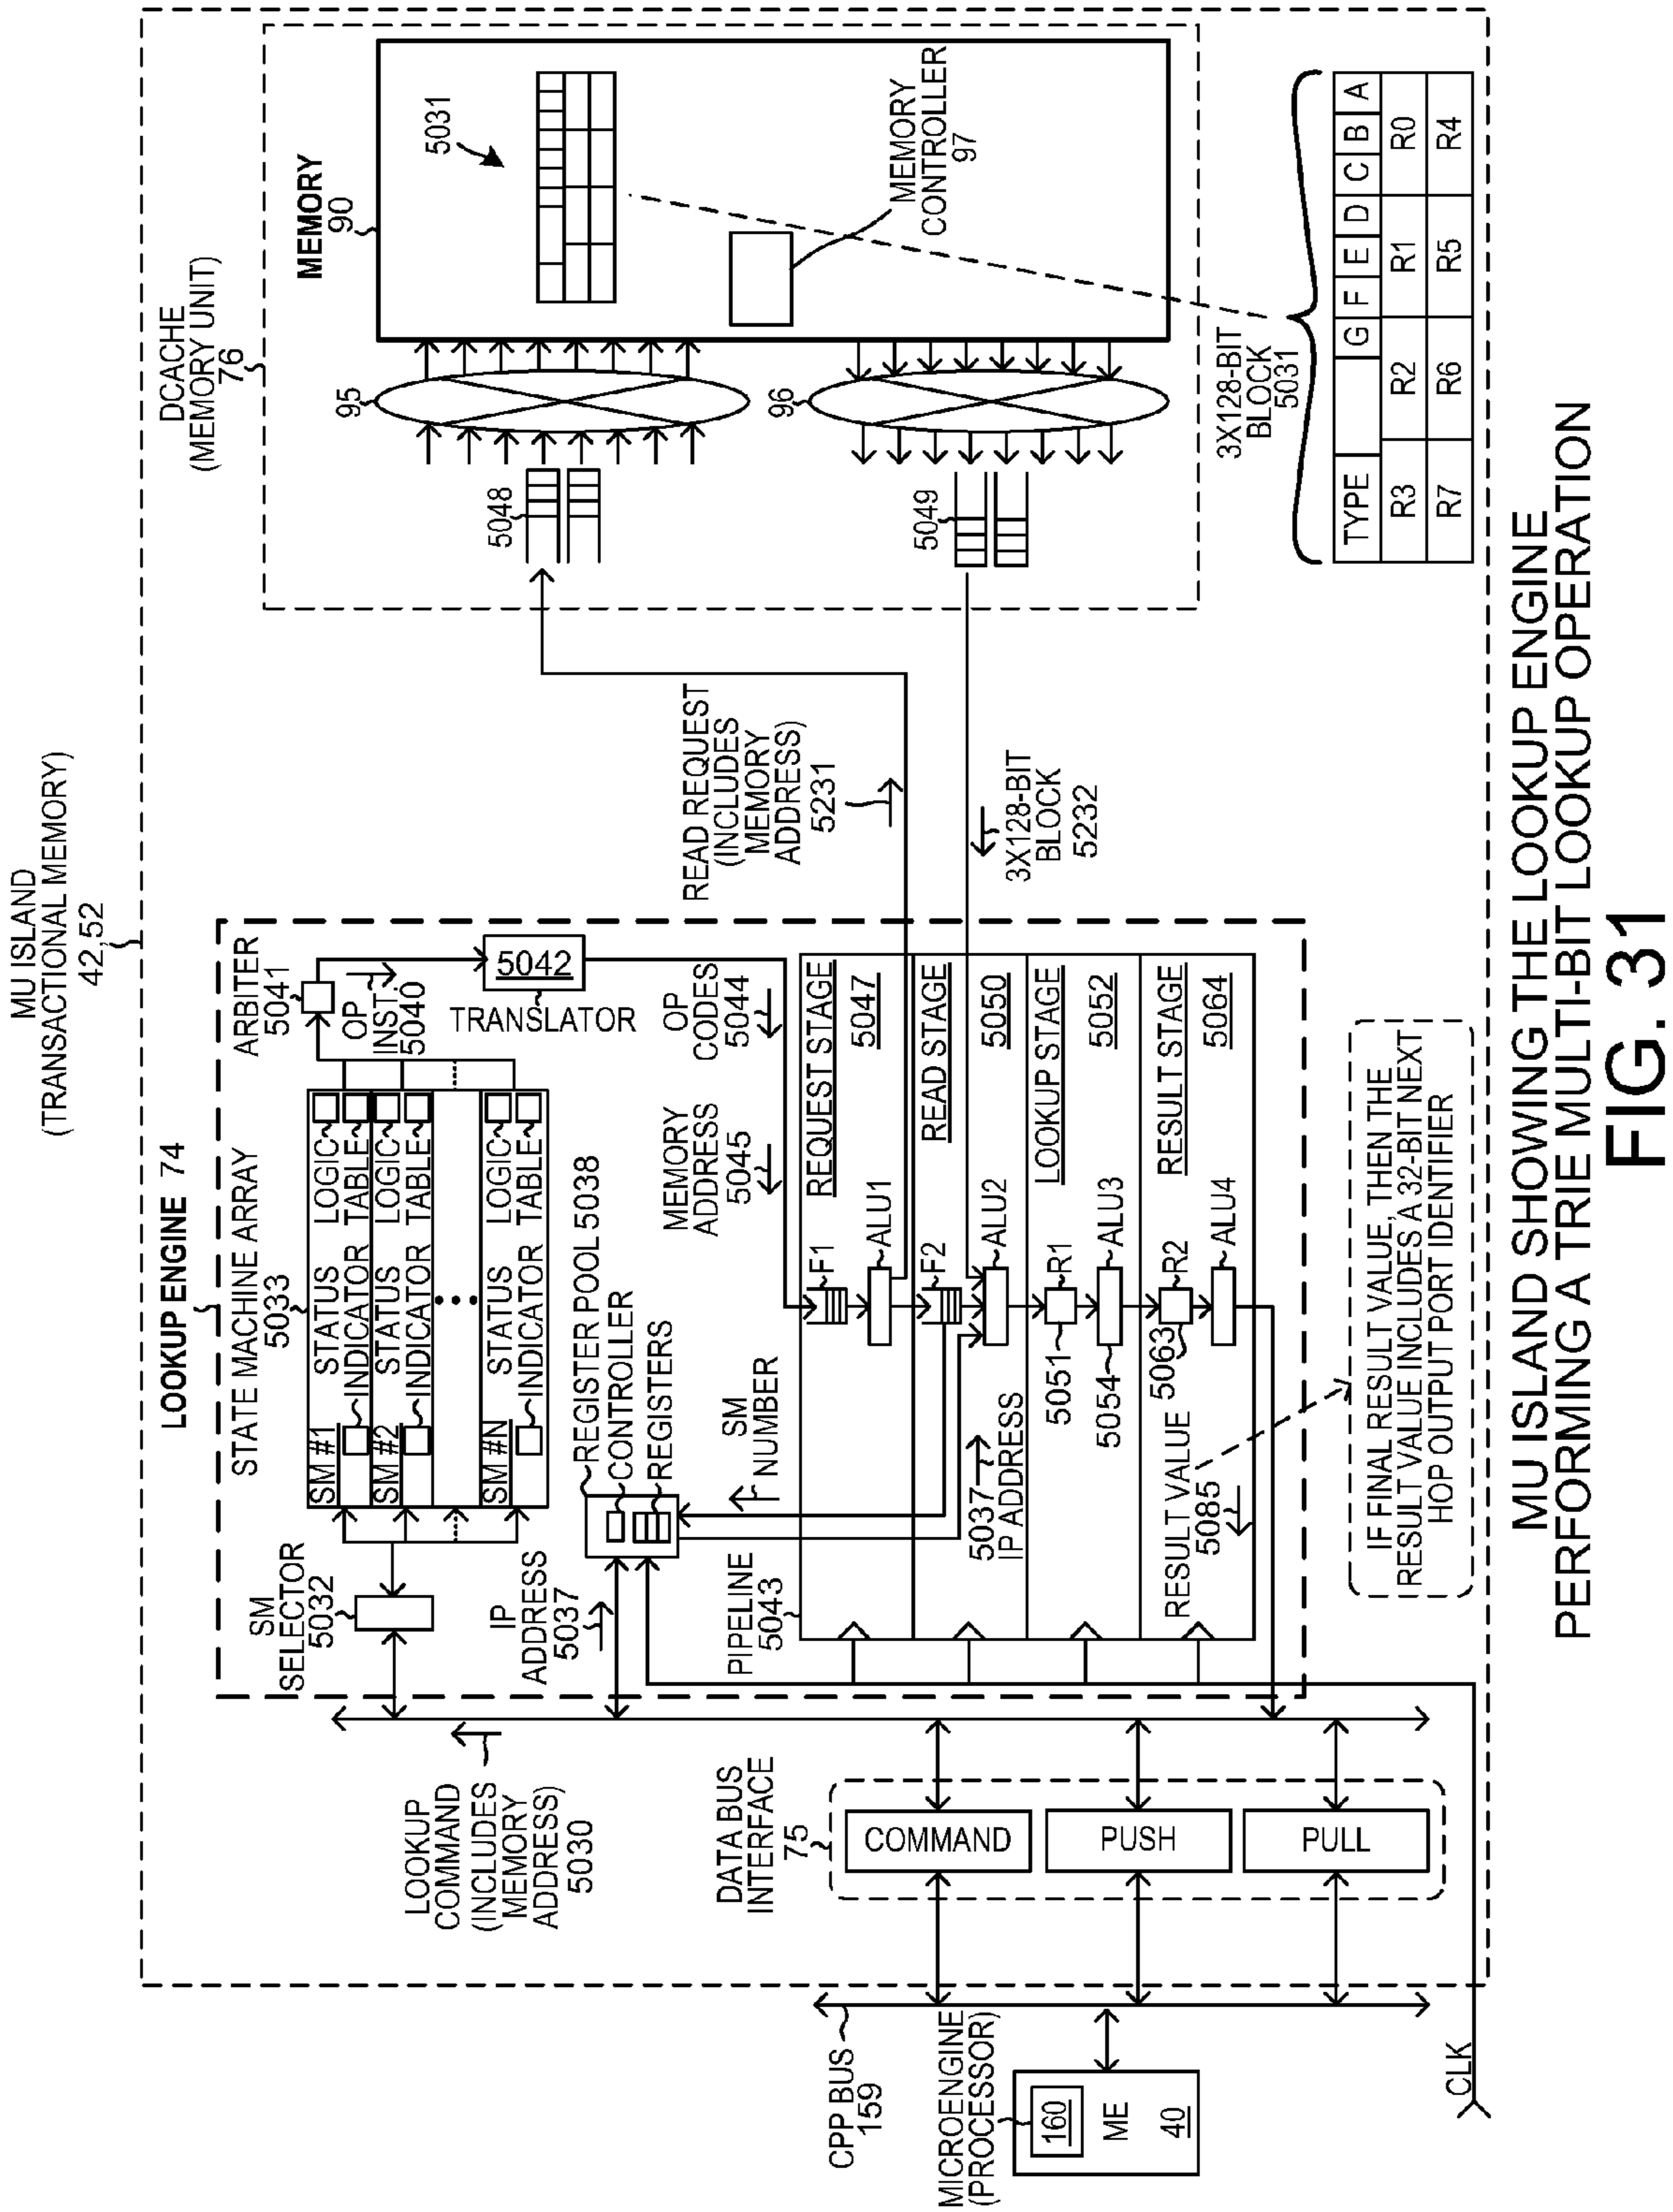 MU ISLAND
(TRANSACTIONAL MEMORY)
42,52
LOOKUP ENGINE 74
STATE MACHINE ARRAY
5033
SM #1
STATUS
INDICATOR
LOGIC
TABLE
SM #2
STATUS
INDICATOR
LOGIC
TABLE
SM #N
STATUS
INDICATOR
LOGIC
TABLE
ARBITER
5041
OP
INST.
5040
5042
TRANSLATOR
SM
SELECTOR
5032
IP
ADDRESS
5037
REGISTER POOL 5038
CONTROLLER
REGISTERS
SM
NUMBER
MEMORY
ADDRESS
5045
OP
CODES
5044
PIPELINE
5043
F1
REQUEST STAGE
5047
ALU1
F2
READ STAGE
5050
ALU2
5037
IP ADDRESS
R1
5051
LOOKUP STAGE
5052
ALU3
5054
R2
5063
RESULT STAGE
5064
ALU4
RESULT VALUE
5085
IF FINAL RESULT VALUE, THEN THE
RESULT VALUE INCLUDES A 32-BIT NEXT
HOP OUTPUT PORT IDENTIFIER
LOOKUP
COMMAND
(INCLUDES
MEMORY
ADDRESS)
5030
DATA BUS
INTERFACE
75
COMMAND
PUSH
PULL
CPP BUS
159
MICROENGINE
(PROCESSOR)
160
ME
40
CLK
READ REQUEST
(INCLUDES
MEMORY
ADDRESS)
5231
3X128-BIT
BLOCK
5232
DCACHE
(MEMORY UNIT)
76
MEMORY
90
5031
MEMORY
CONTROLLER
97
95
96
5048
5049
3X128-BIT
BLOCK
5031
TYPE G F E D C B A
R3 R2 R1 R0
R7 R6 R5 R4
MU ISLAND SHOWING THE LOOKUP ENGINE
PERFORMING A TRIE MULTI-BIT LOOKUP OPERATION
FIG. 31